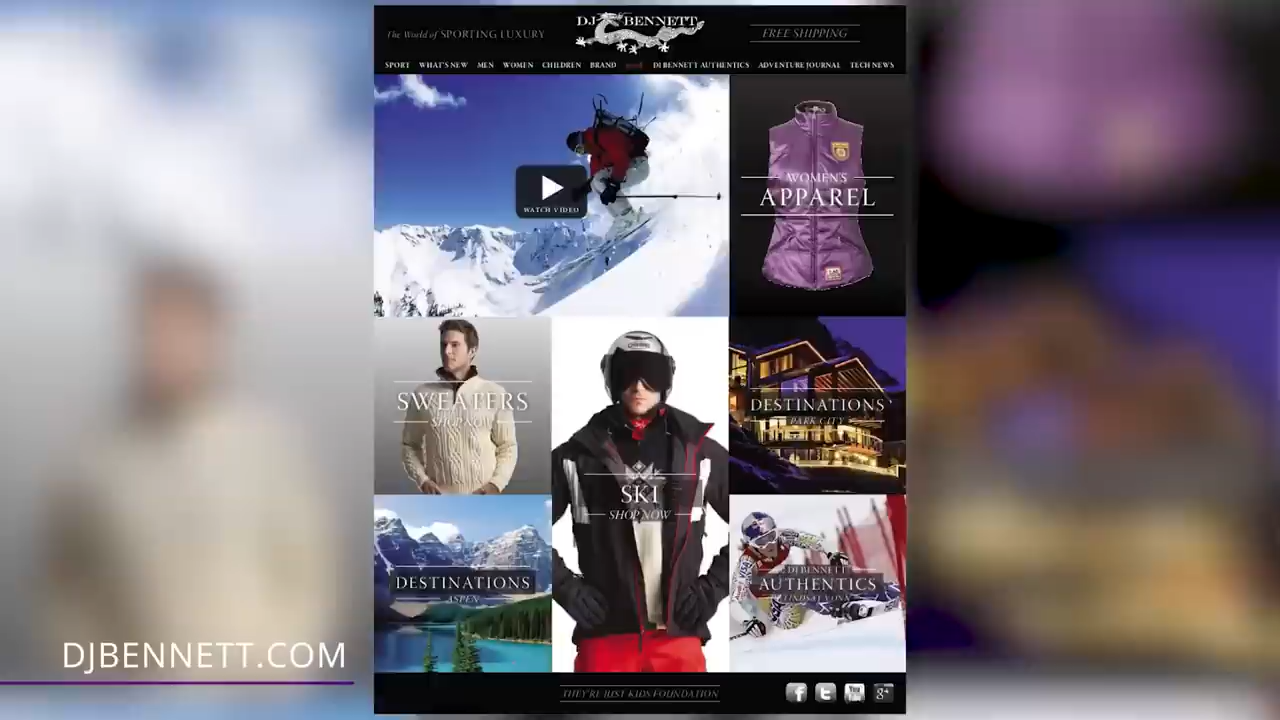 The World of SPORTING LUXURY
DJ BENNETT
FREE SHIPPING
SPORT WHAT'S NEW MEN WOMEN CHILDREN BRAND DJ BENNETT AUTHENTICS ADVENTURE JOURNAL TECH NEWS
WATCH VIDEO
WOMEN'S
APPAREL
SWEATERS
SHOP NOW
SKI
SHOP NOW
DESTINATIONS
PARK CITY
DESTINATIONS
ASPEN
DJ BENNETT
AUTHENTICS
LINDSAY VONN
DJBENNETT.COM
THEY'RE JUST KIDS FOUNDATION
f
t
You Tube
g+